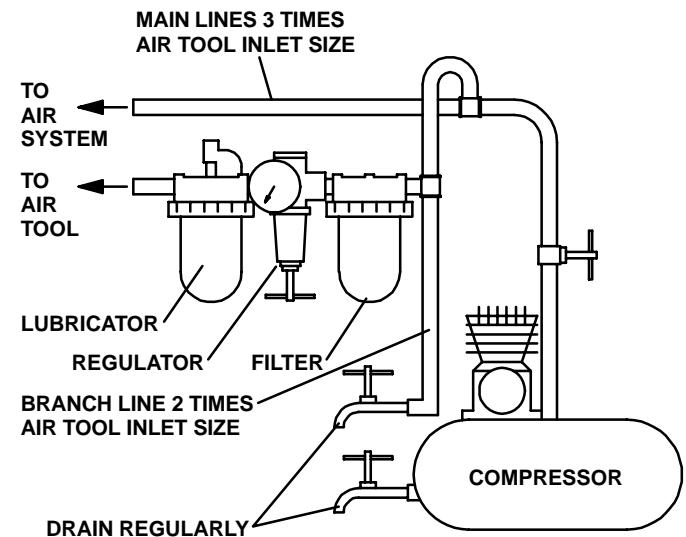 MAIN LINES 3 TIMES
AIR TOOL INLET SIZE
TO
AIR
SYSTEM
TO
AIR
TOOL
LUBRICATOR
REGULATOR
FILTER
BRANCH LINE 2 TIMES
AIR TOOL INLET SIZE
COMPRESSOR
DRAIN REGULARLY